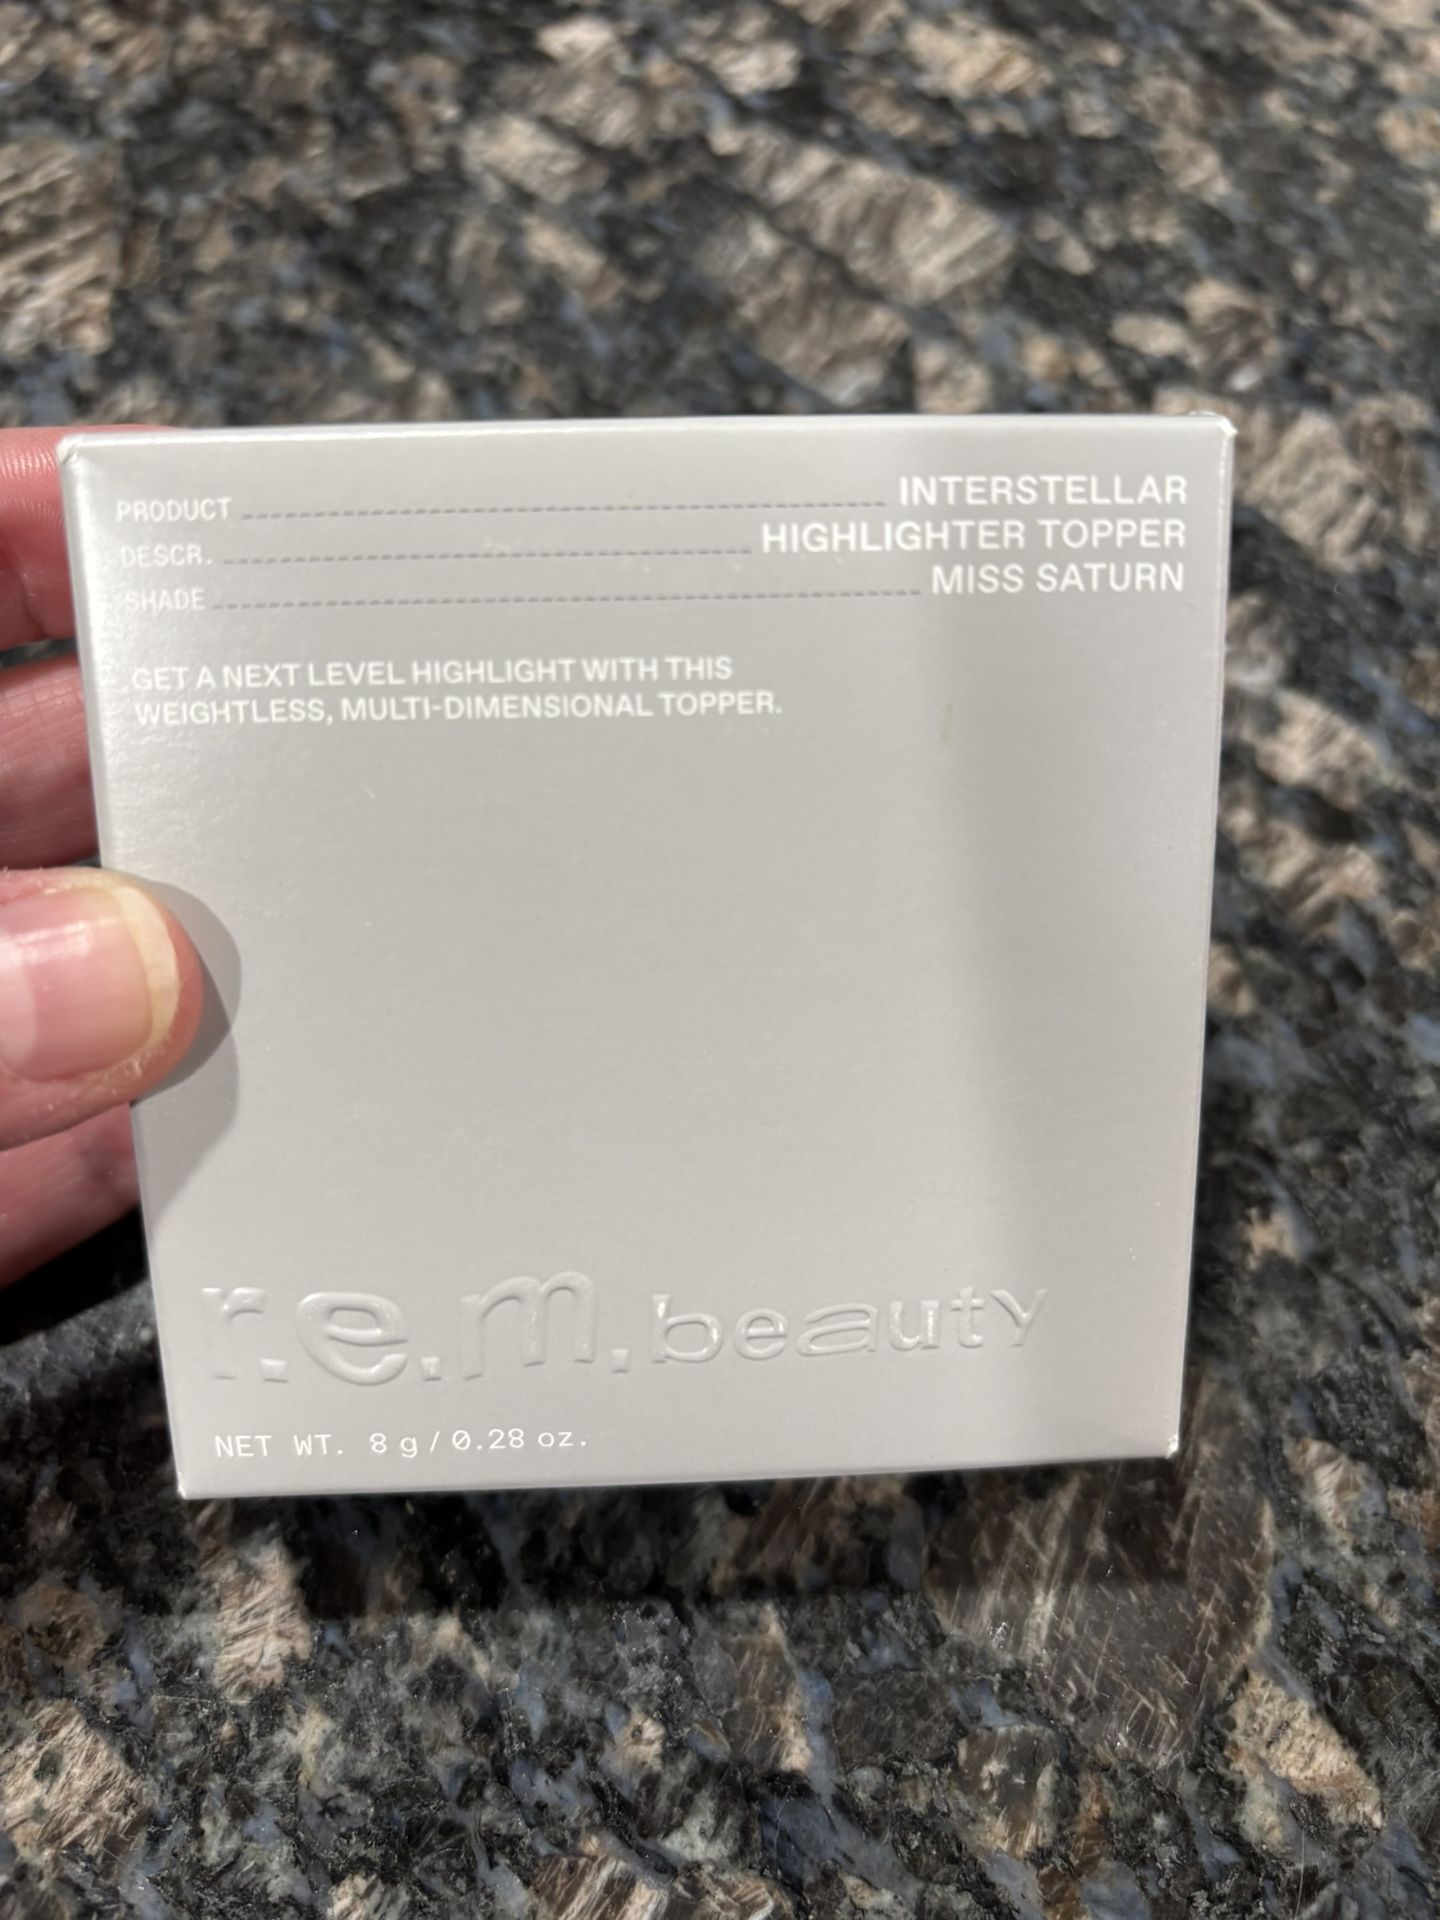 PRODUCT INTERSTELLAR
DESCR. HIGHLIGHTER TOPPER
SHADE MISS SATURN
GET A NEXT LEVEL HIGHLIGHT WITH THIS
WEIGHTLESS, MULTI-DIMENSIONAL TOPPER.
r.e.m.beauty
NET WT. 8 g / 0.28 oz.